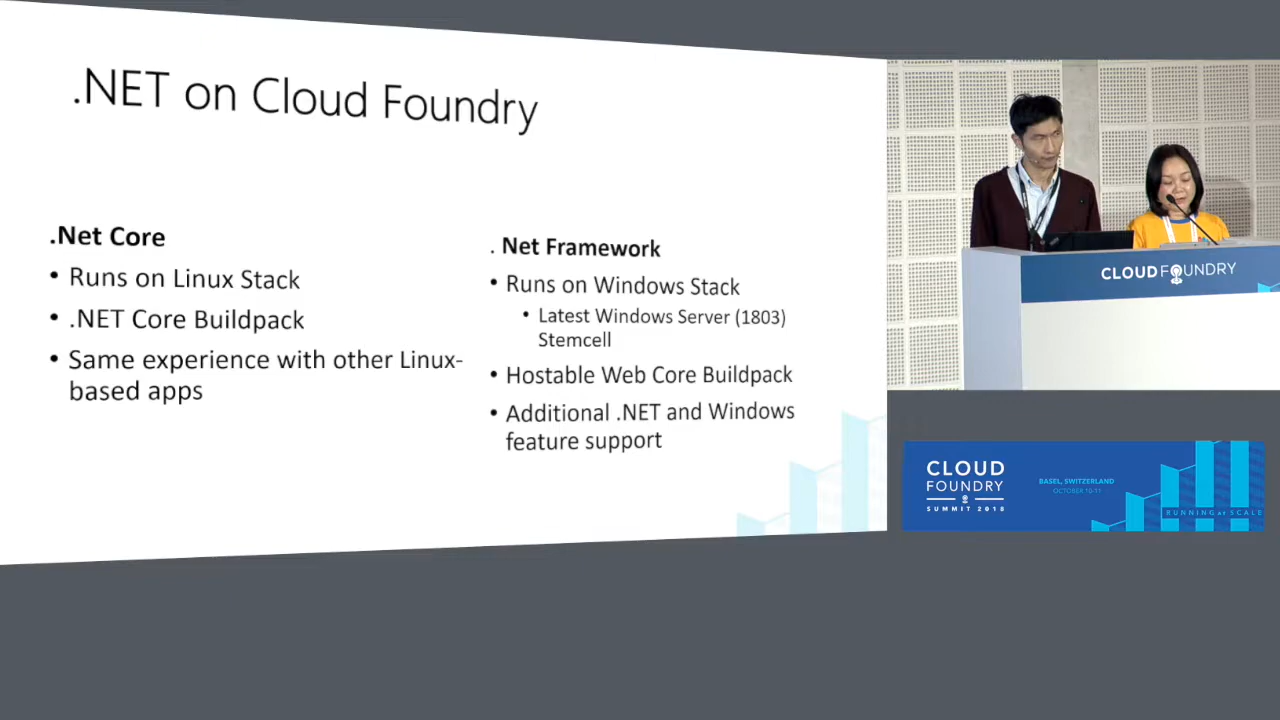 .NET on Cloud Foundry
.Net Core
• Runs on Linux Stack
• .NET Core Buildpack
• Same experience with other Linux-
based apps
. Net Framework
• Runs on Windows Stack
• Latest Windows Server (1803)
Stemcell
• Hostable Web Core Buildpack
• Additional .NET and Windows
feature support
CLOUD FOUNDRY
CLOUD
FOUNDRY
SUMMIT 2018
BASEL, SWITZERLAND
OCTOBER 10-11
RUNNING at SCALE